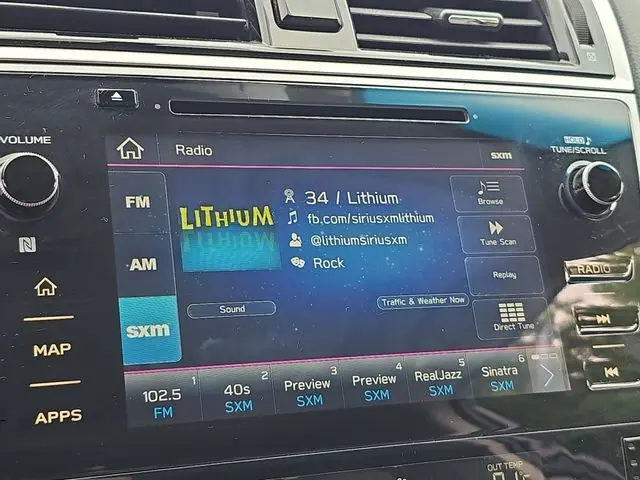 VOLUME
Radio
sxm
HOLD
TUNE/SCROLL
FM
AM
sxm
LiTHiUM
34 / Lithium
fb.com/siriusxmlithium
@lithiumsiriusxm
Rock
Browse
Tune Scan
Replay
Direct Tune
Sound
Traffic & Weather Now
RADIO
MAP
APPS
1
102.5
FM
2
40s
SXM
3
Preview
SXM
4
Preview
SXM
5
RealJazz
SXM
6
Sinatra
SXM
OUT TEMP